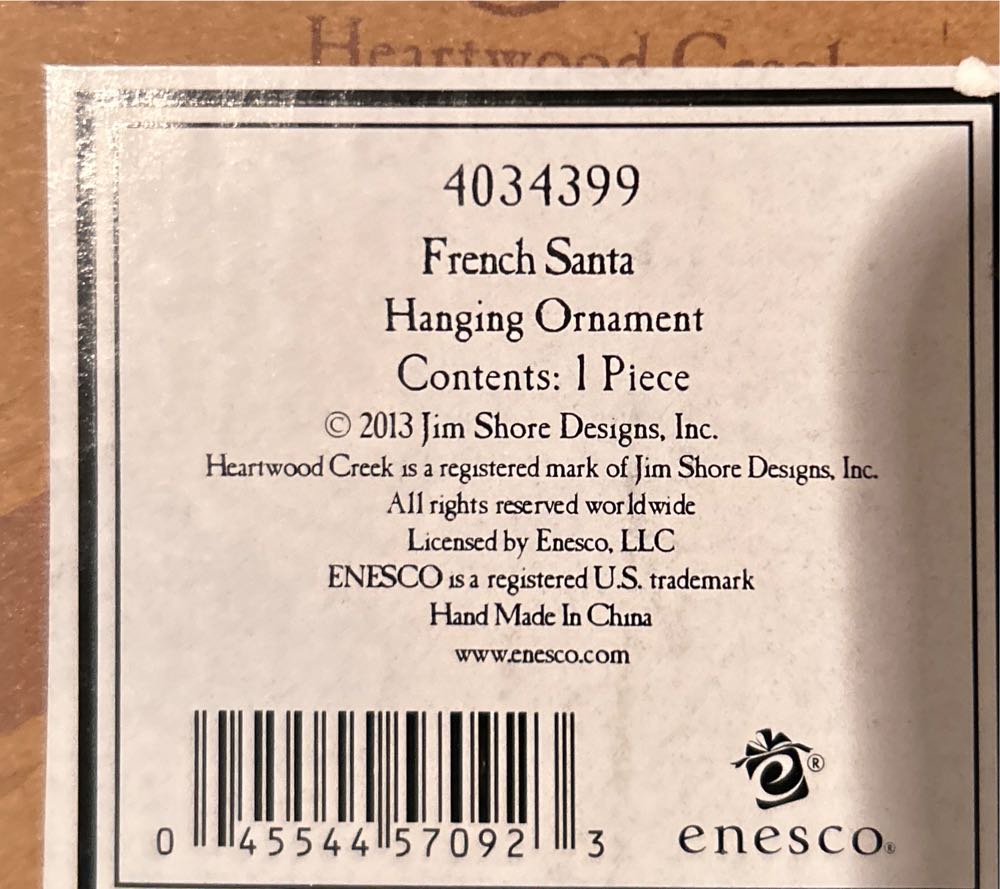 Heartwood Creek
4034399
French Santa
Hanging Ornament
Contents: 1 Piece
© 2013 Jim Shore Designs, Inc.
Heartwood Creek is a registered mark of Jim Shore Designs, Inc.
All rights reserved worldwide
Licensed by Enesco, LLC
ENESCO is a registered U.S. trademark
Hand Made In China
www.enesco.com
0 45544 57092 3
®
enesco®